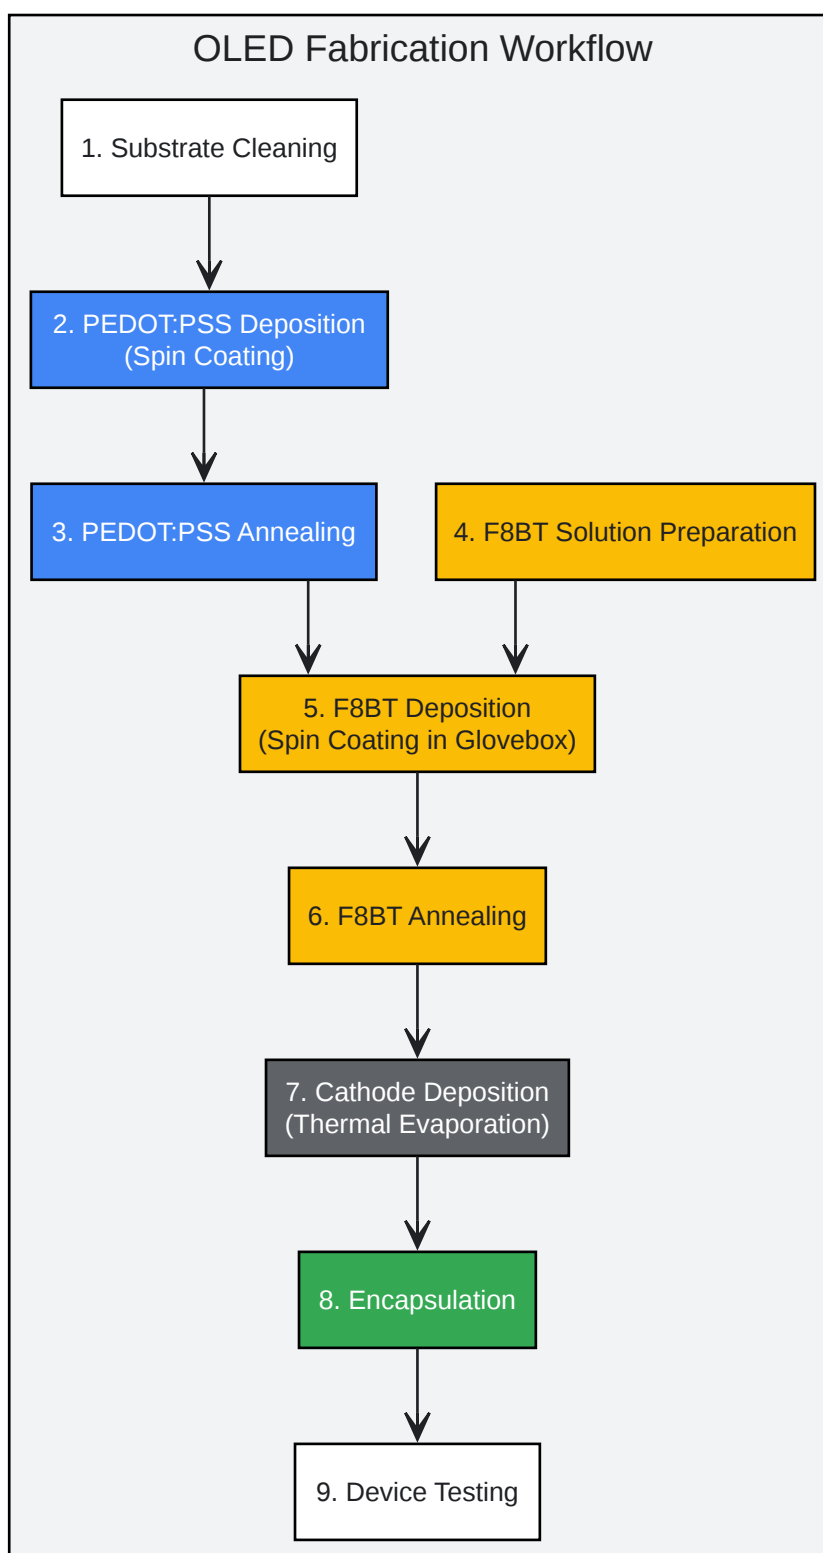 OLED Fabrication Workflow
1. Substrate Cleaning
2. PEDOT:PSS Deposition
(Spin Coating)
3. PEDOT:PSS Annealing
4. F8BT Solution Preparation
5. F8BT Deposition
(Spin Coating in Glovebox)
6. F8BT Annealing
7. Cathode Deposition
(Thermal Evaporation)
8. Encapsulation
9. Device Testing